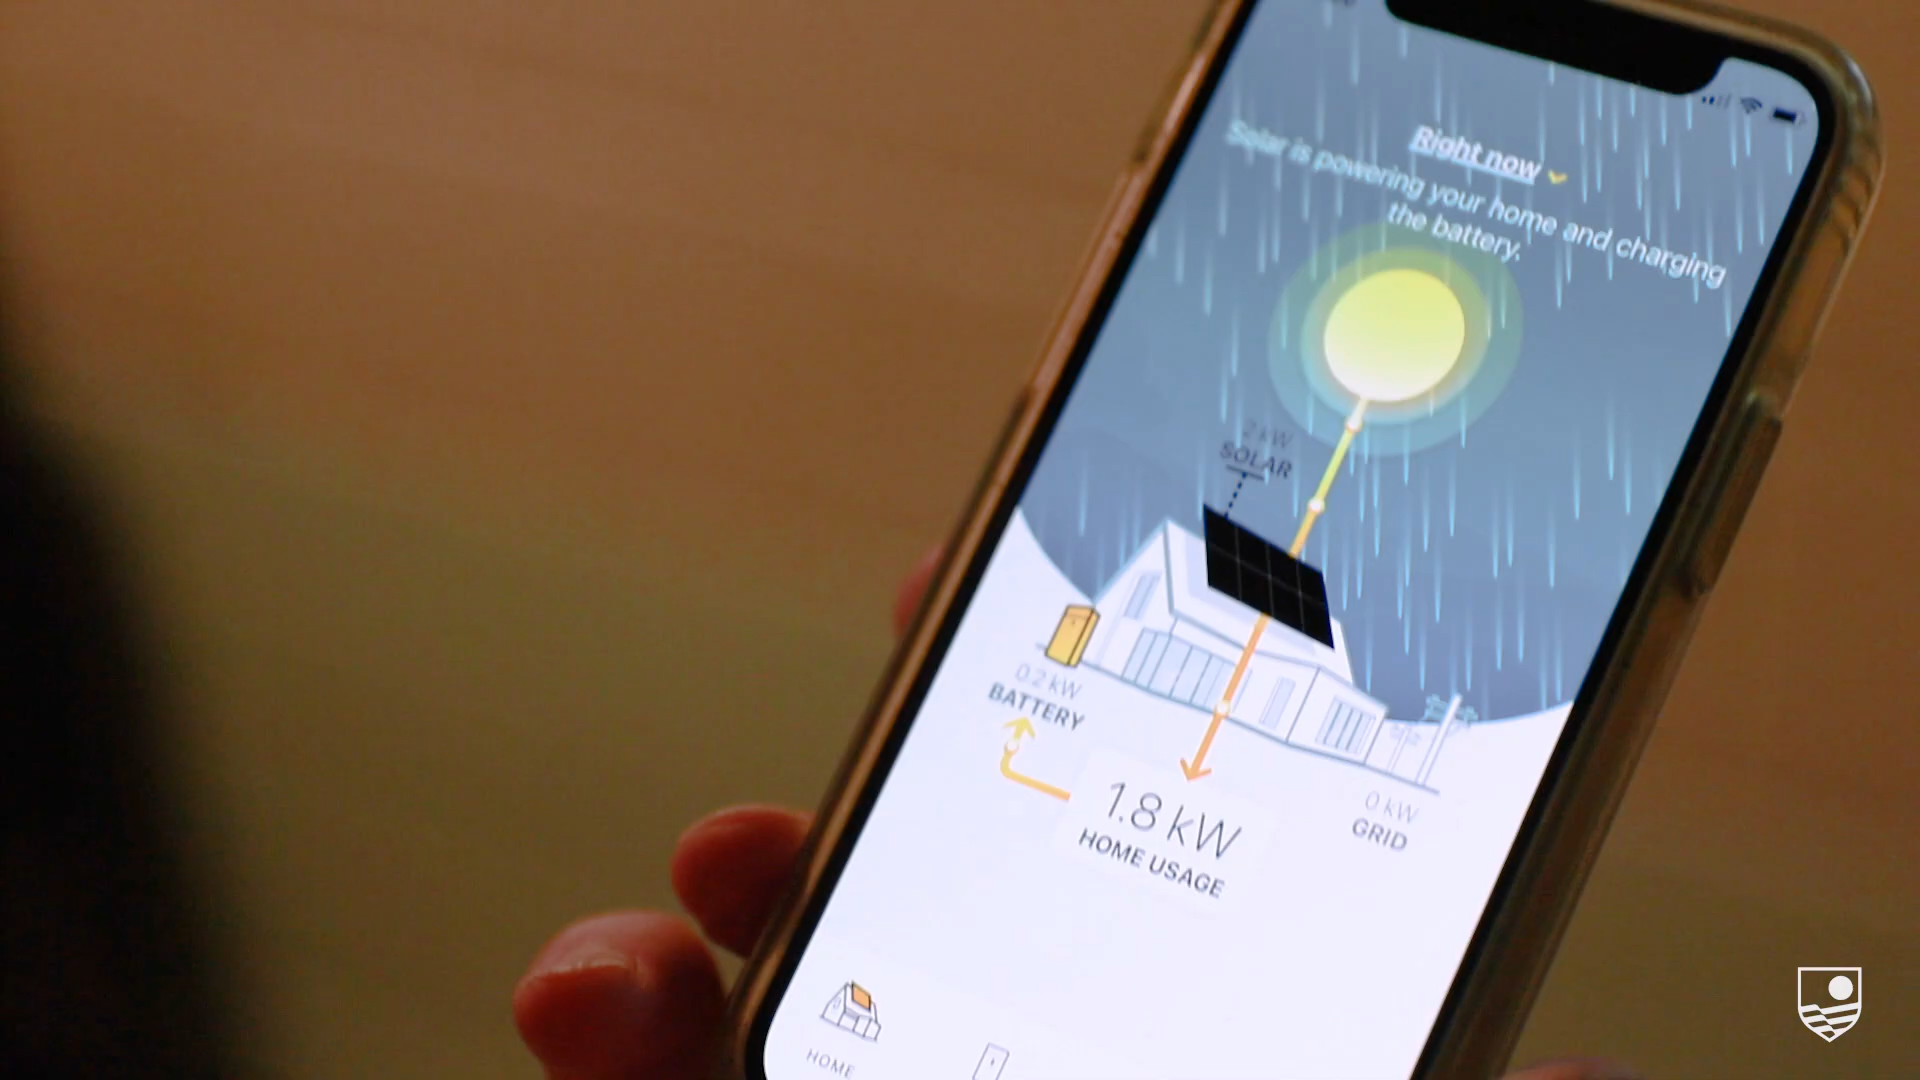 Right now
Solar is powering your home and charging
the battery.
2 kW
SOLAR
0.2 kW
BATTERY
1.8 kW
HOME USAGE
0 kW
GRID
HOME